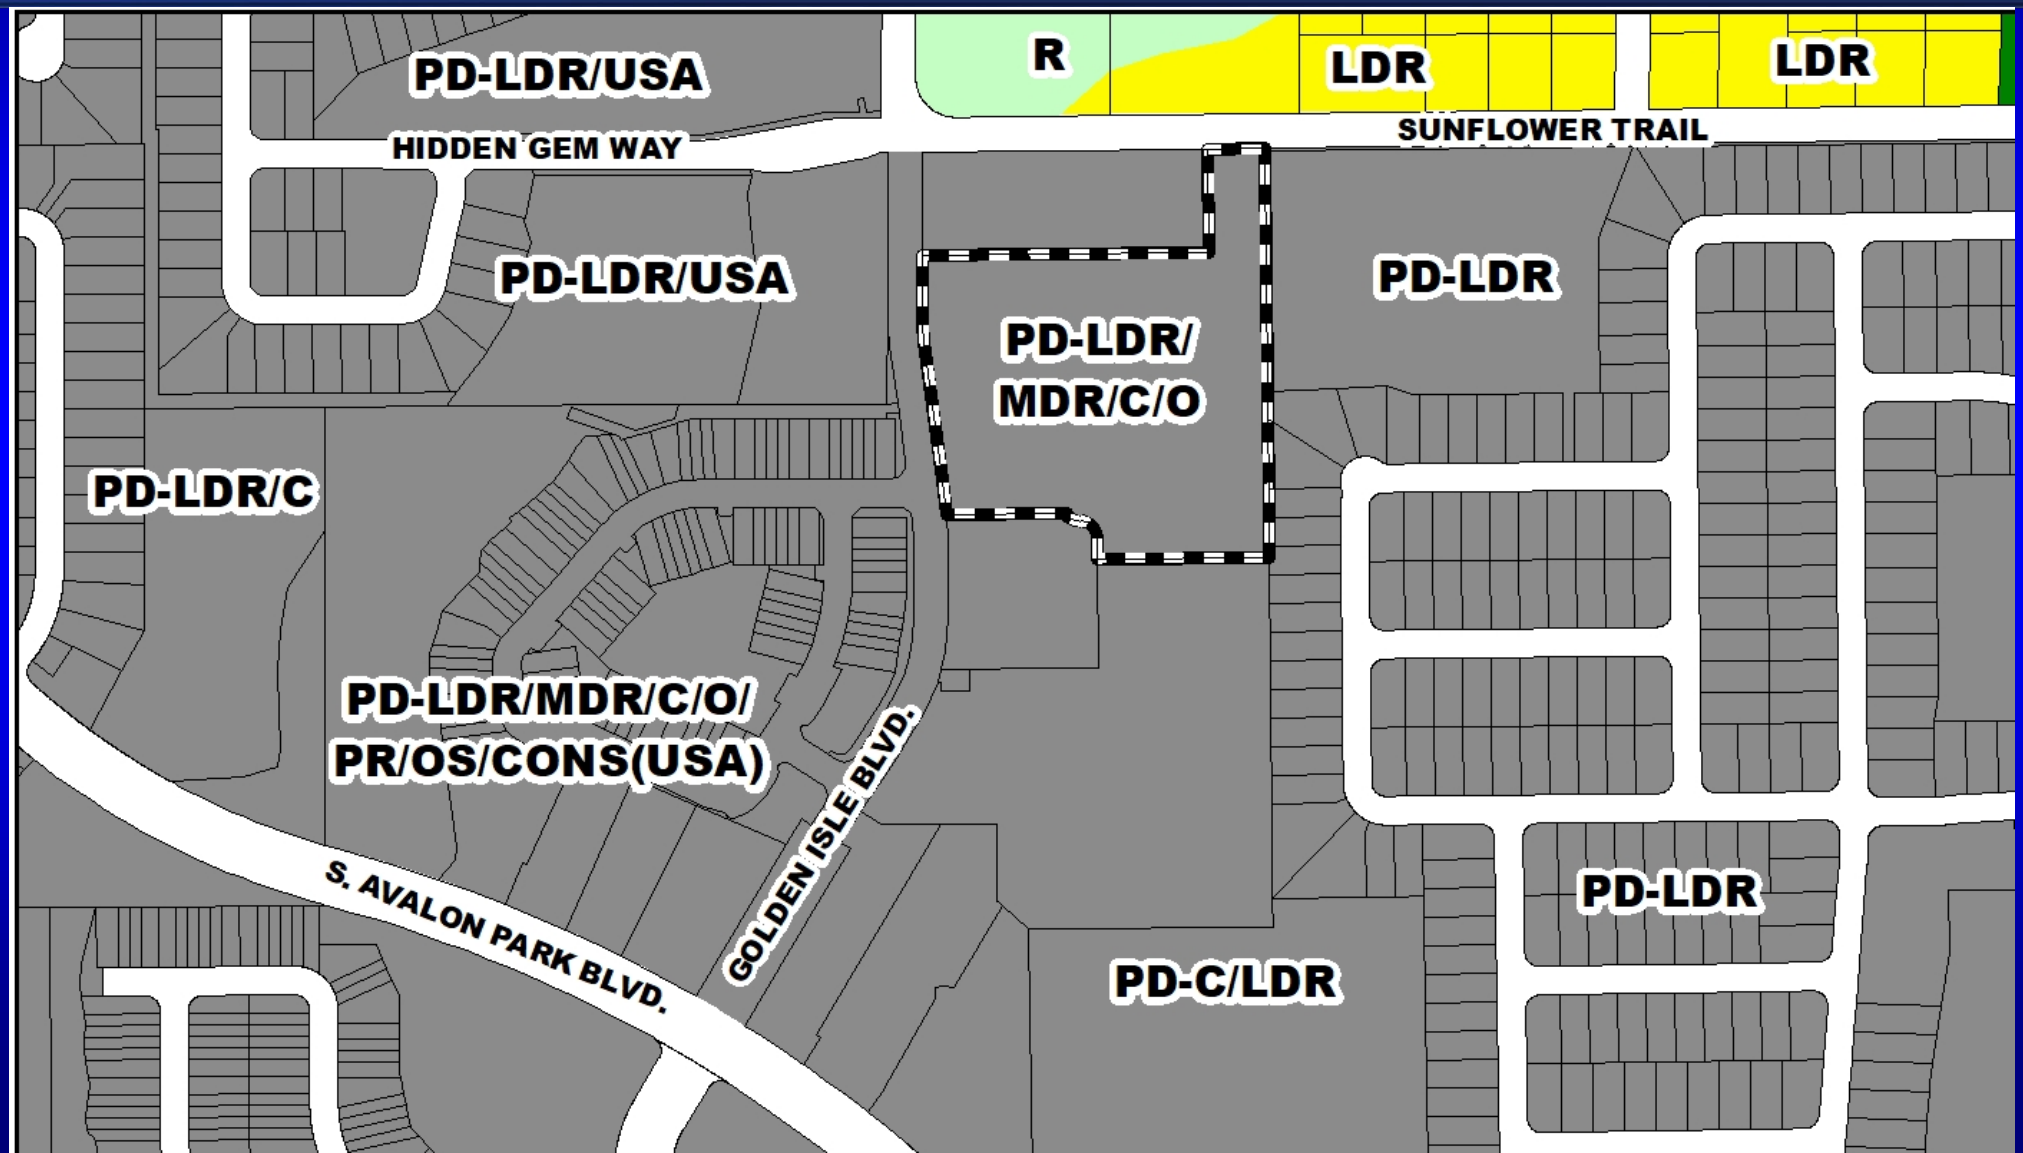 R
LDR
LDR
PD-LDR/USA
SUNFLOWER TRAIL
HIDDEN GEM WAY
PD-LDR/USA
PD-LDR
PD-LDR/
MDR/C/O
PD-LDR/C
PD-LDR/MDR/C/O/
PR/OS/CONS(USA)
GOLDEN ISLE BLVD.
S. AVALON PARK BLVD.
PD-LDR
PD-C/LDR